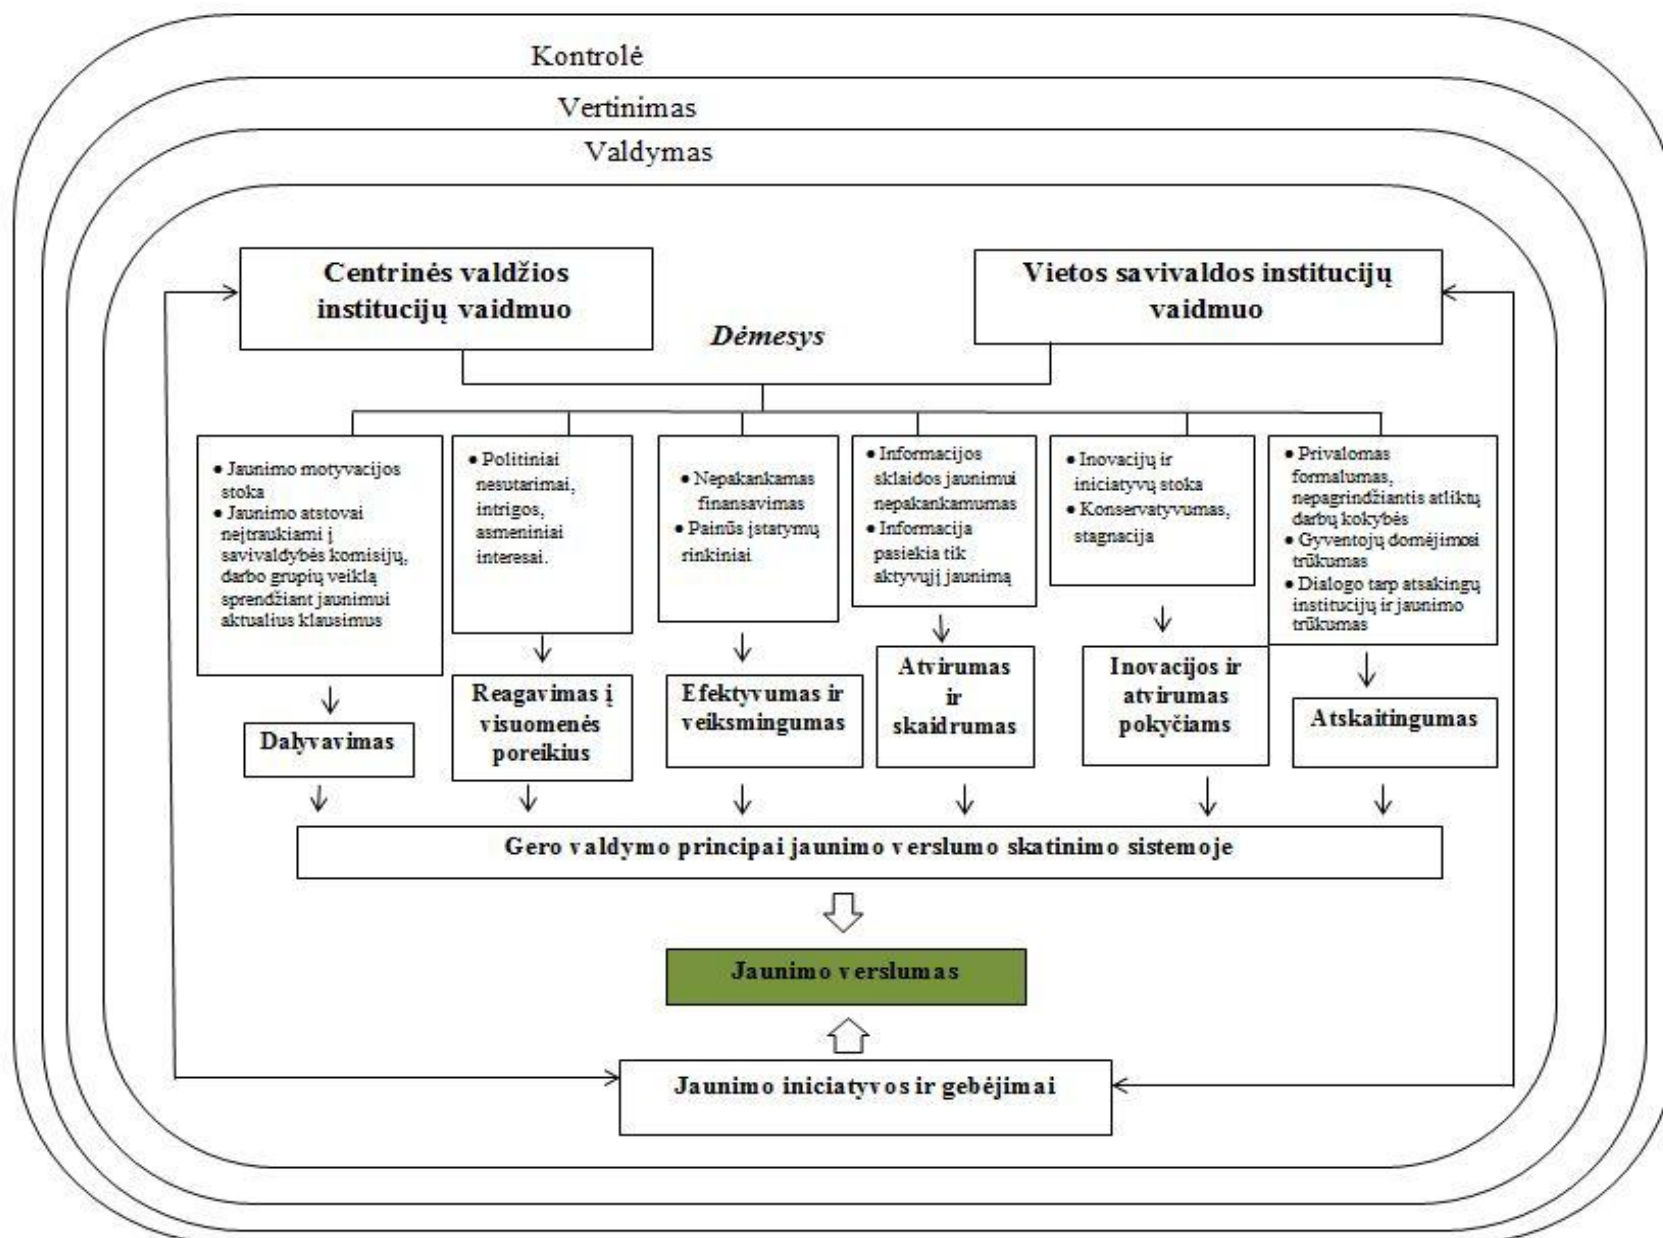 Kontrolė
Vertinimas
Valdymas
Centrinės valdžios
institucijų vaidmuo
Vietos savivaldos institucijų
vaidmuo
Dėmesys
• Jaunimo motyvacijos
stoka
• Jaunimo atstovai
neįtraukiami į
savivaldybės komisijų,
darbo grupių veiklą
sprendžiant jaunimui
aktualius klausimus
• Politiniai
nesutarimai,
intrigos,
asmeniniai
interesai.
• Nepakankamas
finansavimas
• Painūs įstatymų
rinkiniai
• Informacijos
sklaidos jaunimui
nepakankamumas
• Informacija
pasiekia tik
aktyvųjį jaunimą
• Inovacijų ir
iniciatyvų stoka
• Konservatyvumas,
stagnacija
• Privalomas
formalumas,
nepagrindžiantis atliktų
darbų kokybės
• Gyventojų domėjimosi
trūkumas
• Dialogo tarp atsakingų
institucijų ir jaunimo
trūkumas
Dalyvavimas
Reagavimas į
visuomenės
poreikius
Efektyvumas ir
veiksmingumas
Atvirumas
ir
skaidrumas
Inovacijos ir
atvirumas
pokyčiams
Atskaitingumas
Gero valdymo principai jaunimo verslumo skatinimo sistemoje
Jaunimo verslumas
Jaunimo iniciatyvos ir gebėjimai